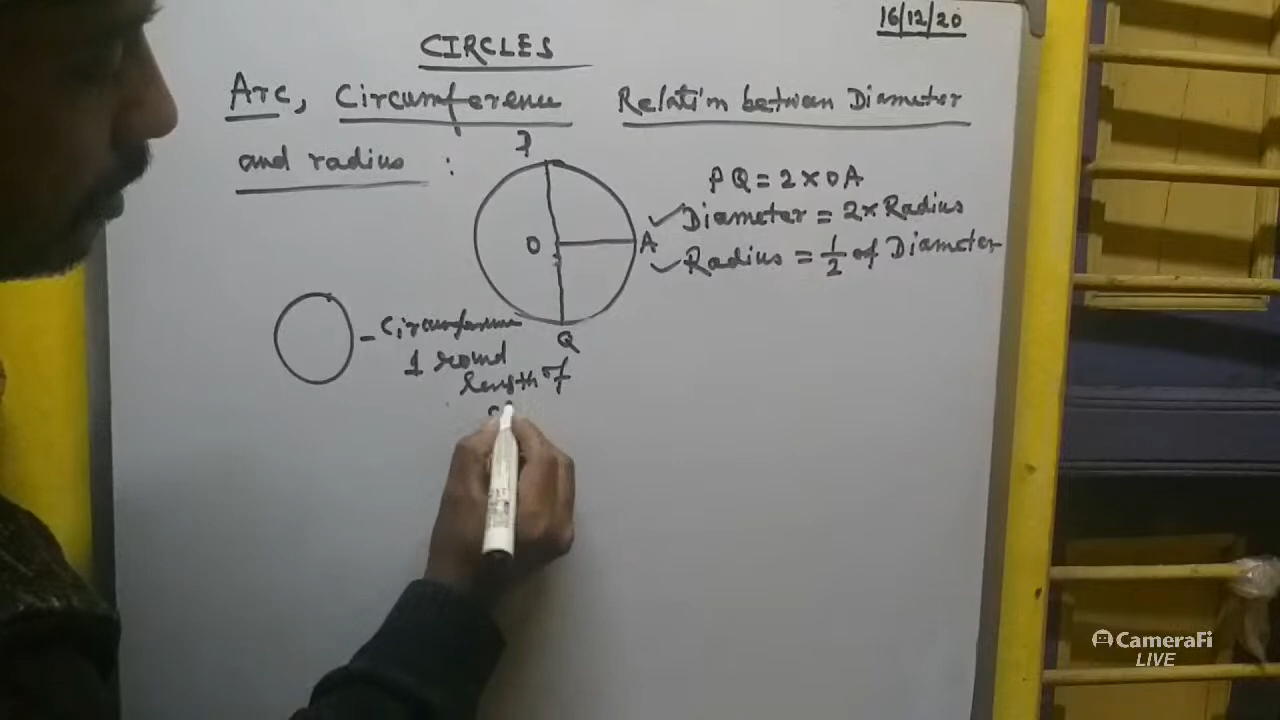 16/12/20
CIRCLES
Arc, Circumference Relation between Diameter
and radius :
P
PQ = 2 × OA
Diameter = 2 × Radius
O
A
Radius = 1/2 of Diameter
Circumference
1 round
Q
length of
CameraFi
LIVE